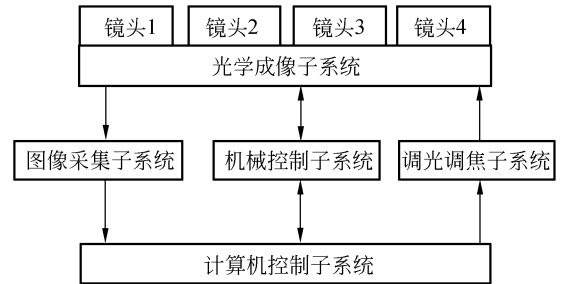 镜头1 镜头2 镜头3 镜头4
光学成像子系统
图像采集子系统 机械控制子系统 调光调焦子系统
计算机控制子系统